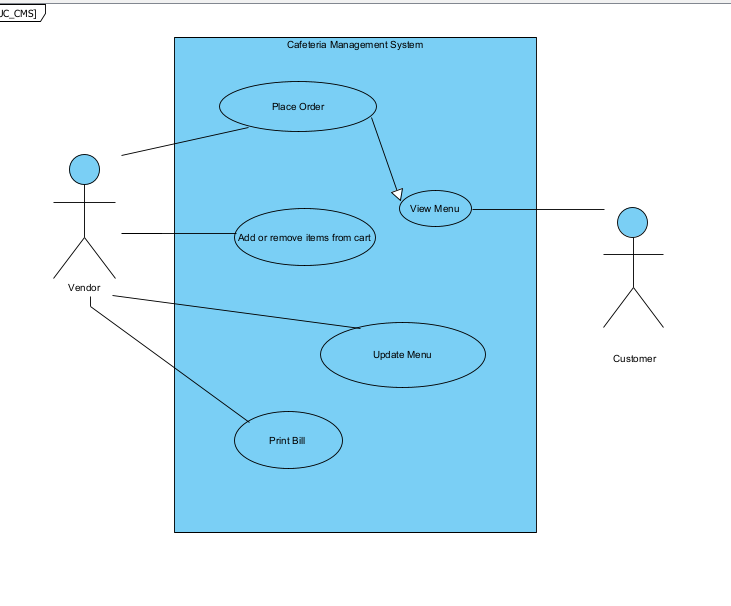 UC_CMS]
Cafeteria Management System
Place Order
View Menu
Add or remove items from cart
Vendor
Update Menu
Customer
Print Bill